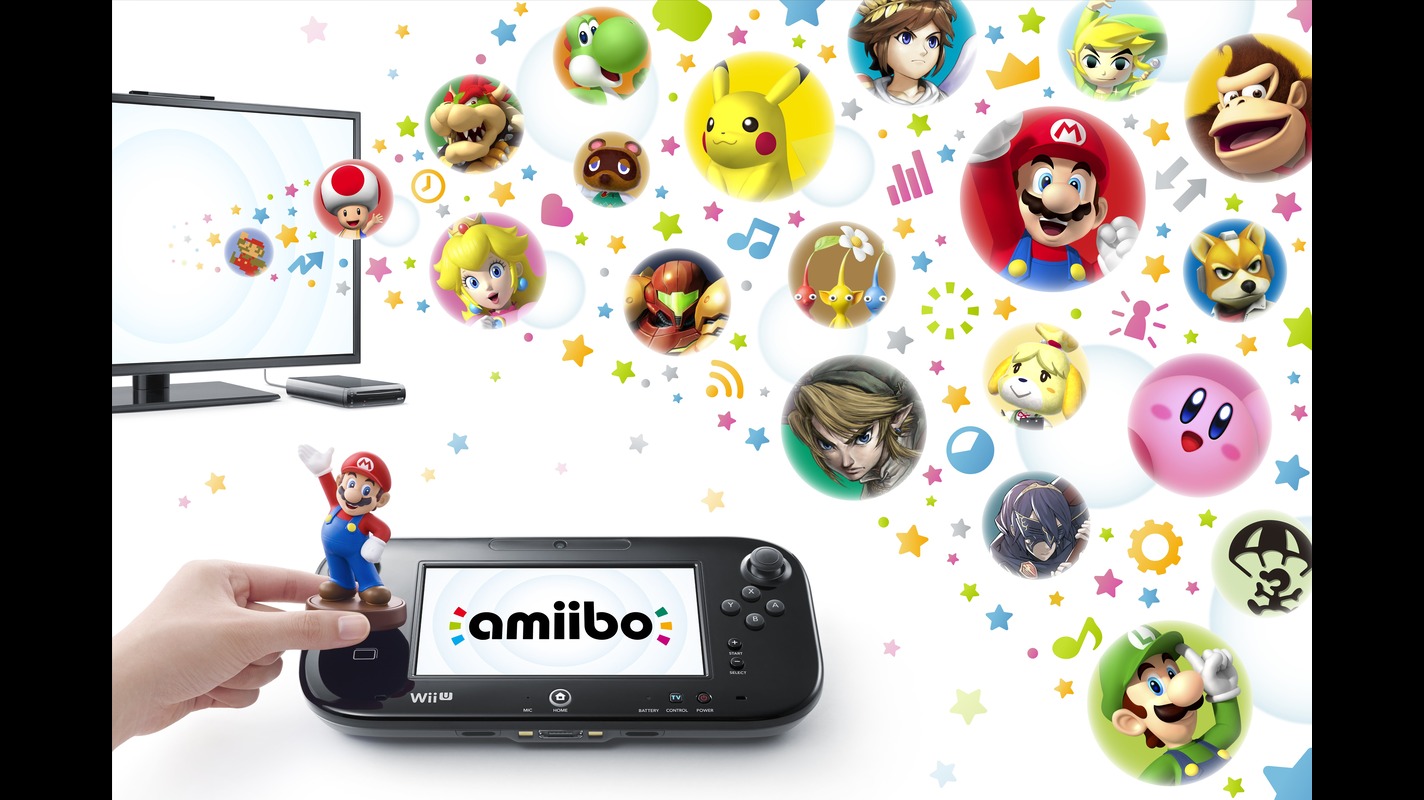 M
M
M
amiibo
X
Y
A
B
+
START
-
SELECT
Wii U
MIC
HOME
BATTERY
TV
CONTROL
POWER
L